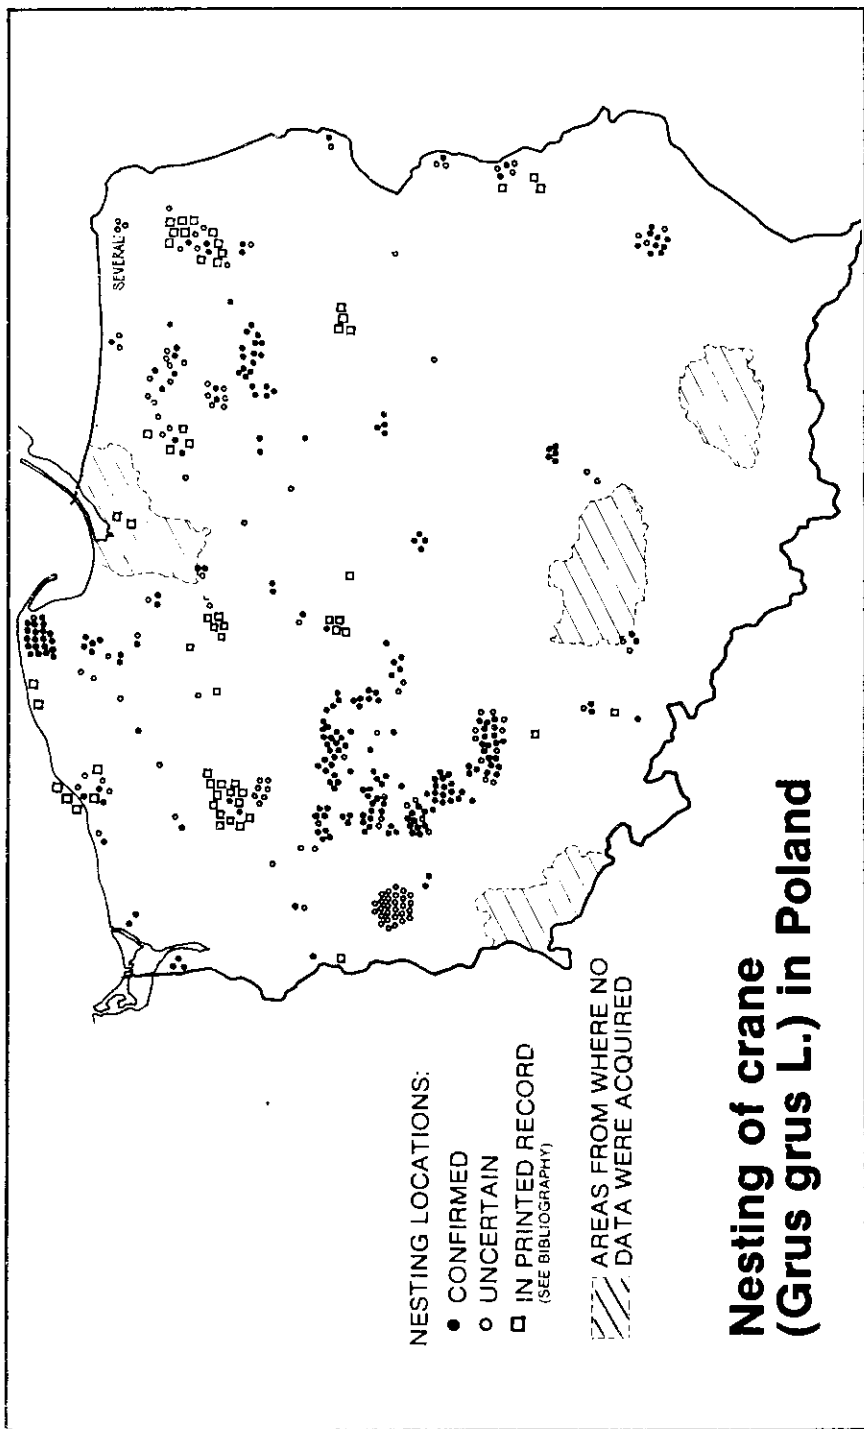 SEVERAL
NESTING LOCATIONS:
CONFIRMED
UNCERTAIN
IN PRINTED RECORD
(SEE BIBLIOGRAPHY)
AREAS FROM WHERE NO
DATA WERE ACQUIRED
Nesting of crane
(Grus grus L.) in Poland